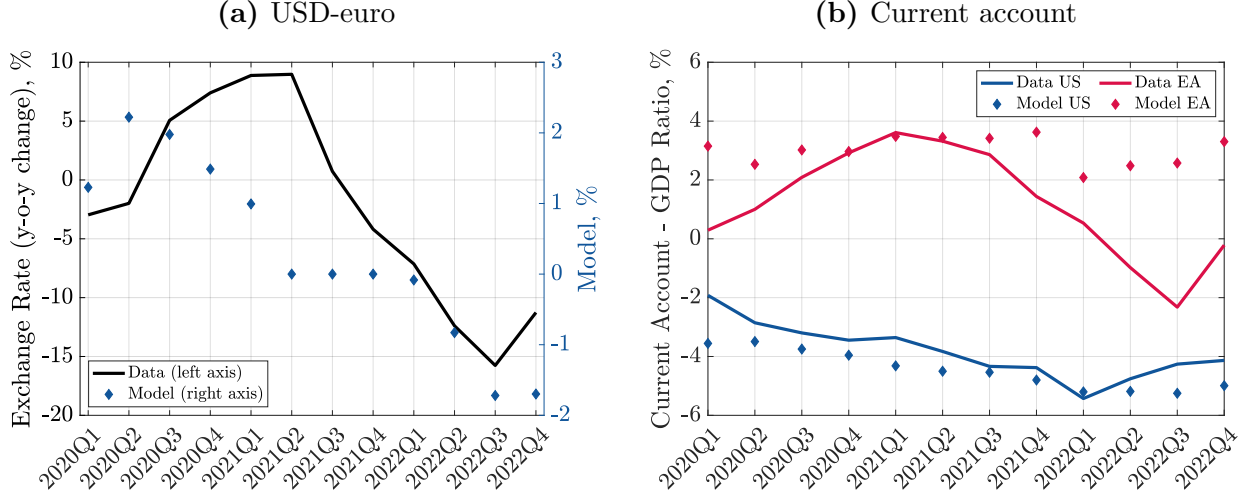 (a) USD-euro
Exchange Rate (y-o-y change), %
10
5
0
-5
-10
-15
-20
3
2
1
0
-1
-2
Model, %
Data (left axis)
Model (right axis)
2020Q1
2020Q2
2020Q3
2020Q4
2021Q1
2021Q2
2021Q3
2021Q4
2022Q1
2022Q2
2022Q3
2022Q4
(b) Current account
Current Account - GDP Ratio, %
6
4
2
0
-2
-4
-6
Data US
Data EA
Model US
Model EA
2020Q1
2020Q2
2020Q3
2020Q4
2021Q1
2021Q2
2021Q3
2021Q4
2022Q1
2022Q2
2022Q3
2022Q4